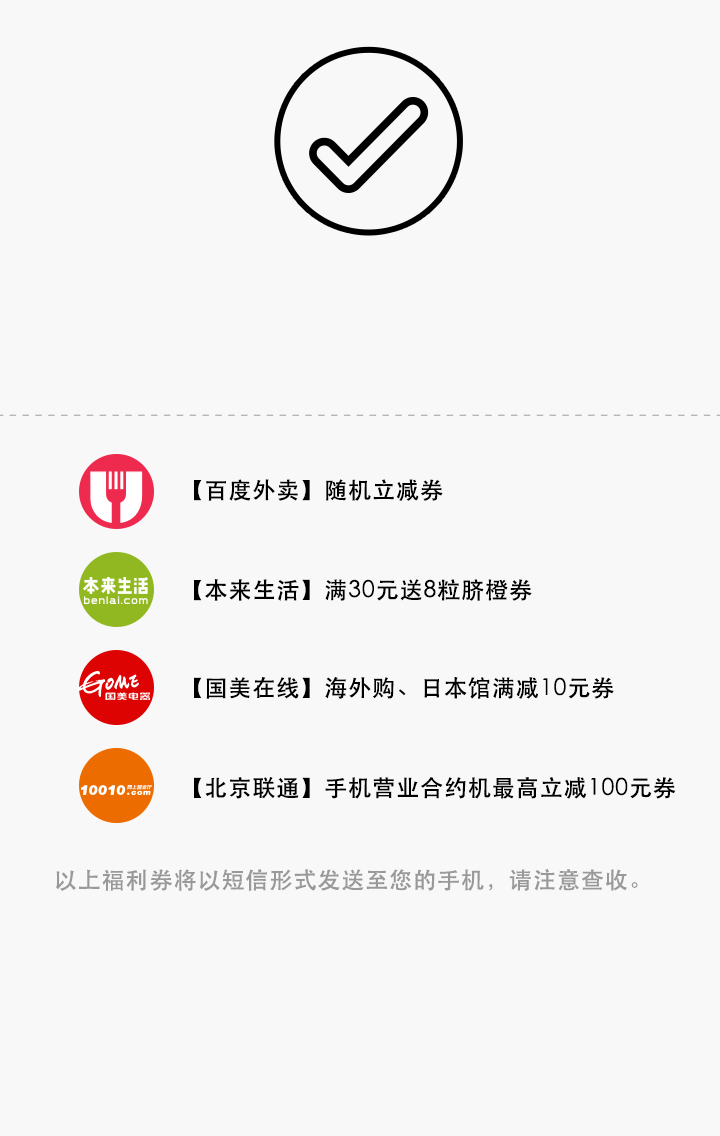 【百度外卖】随机立减券
本来生活
benlai.com
【本来生活】满30元送8粒脐橙券
GOME
国美电器
【国美在线】海外购、日本馆满减10元券
10010
.com
【北京联通】手机营业合约机最高立减100元券
以上福利券将以短信形式发送至您的手机，请注意查收。